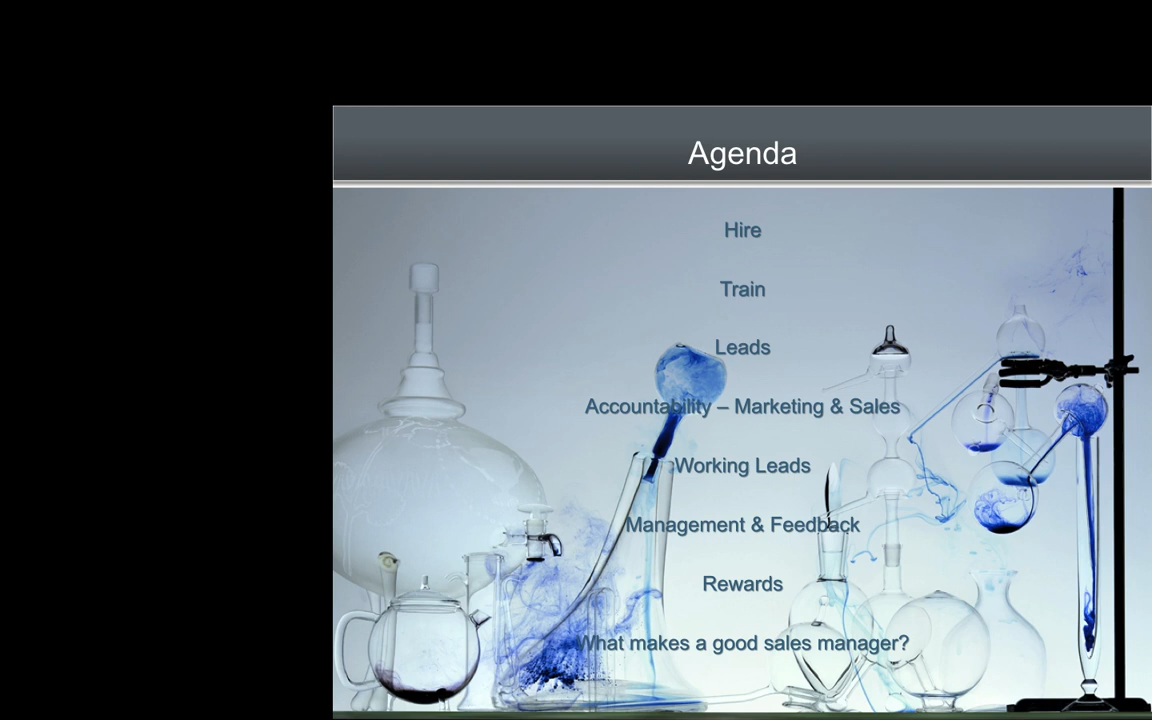 Agenda
Hire
Train
Leads
Accountability – Marketing & Sales
Working Leads
Management & Feedback
Rewards
What makes a good sales manager?